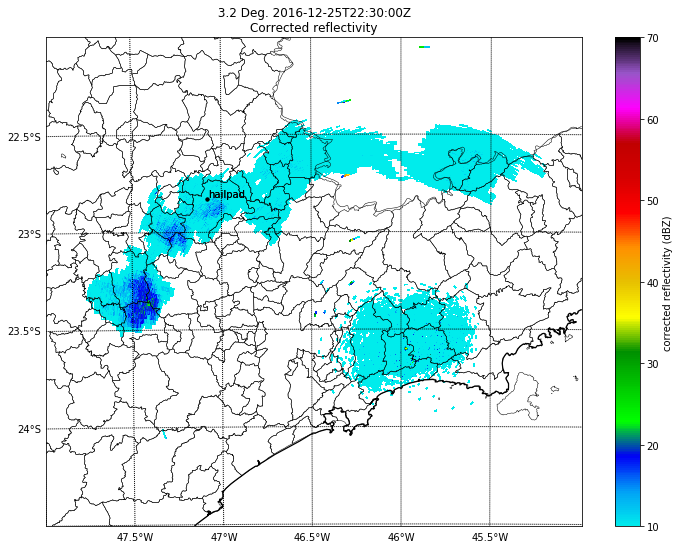 3.2 Deg. 2016-12-25T22:30:00Z
Corrected reflectivity
70
60
50
40
30
20
10
corrected reflectivity (dBZ)
22.5°S
23°S
23.5°S
24°S
hailpad
47.5°W
47°W
46.5°W
46°W
45.5°W